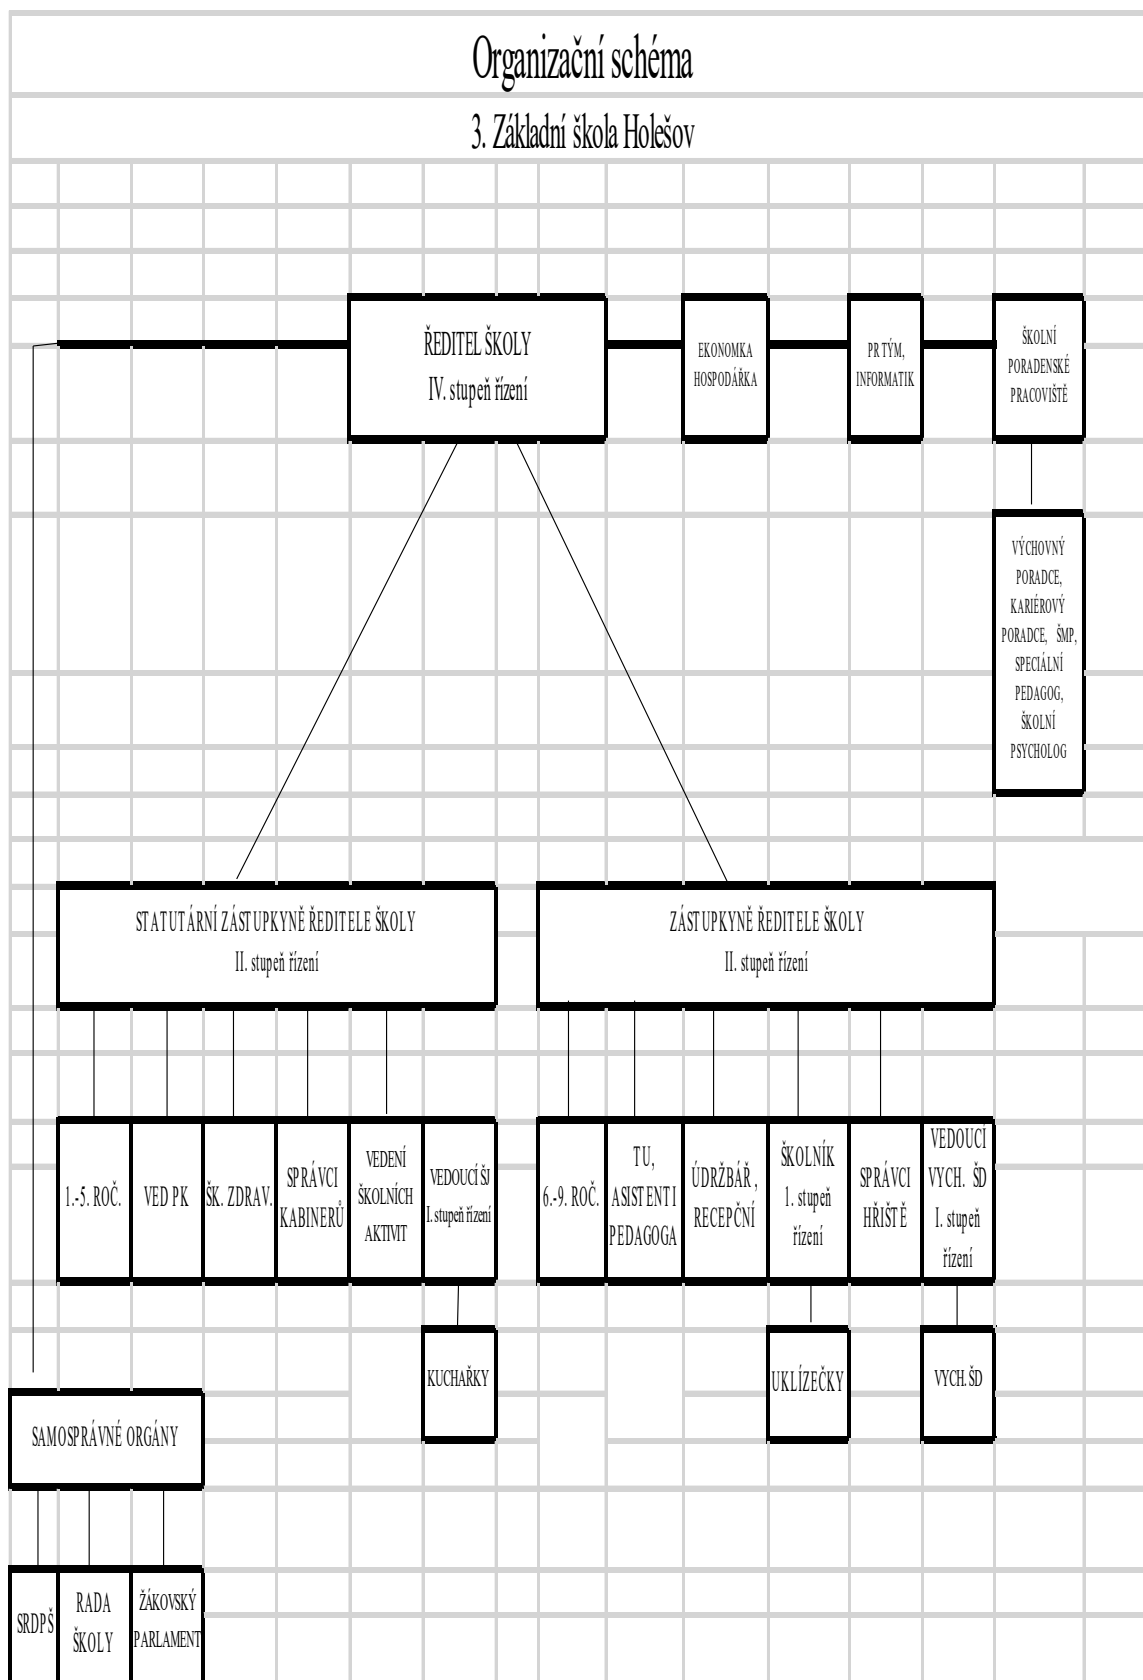 Organizační schéma
3. Základní škola Holešov
ŘEDITEL ŠKOLY
IV. stupeň řízení
EKONOMKA
HOSPODÁŘKA
PR TÝM,
INFORMATIK
ŠKOLNÍ
PORADENSKÉ
PRACOVIŠTĚ
VÝCHOVNÝ
PORADCE,
KARIÉROVÝ
PORADCE, ŠMP,
SPECIÁLNÍ
PEDAGOG,
ŠKOLNÍ
PSYCHOLOG
STATUTÁRNÍ ZÁSTUPKYNĚ ŘEDITELE ŠKOLY
II. stupeň řízení
ZÁSTUPKYNĚ ŘEDITELE ŠKOLY
II. stupeň řízení
1.-5. ROČ.
VED PK
ŠK. ZDRAV.
SPRÁVCI
KABINERŮ
VEDENÍ
ŠKOLNÍCH
AKTIVIT
VEDOUCÍ ŠJ
I. stupeň řízení
6.-9. ROČ.
TU,
ASISTENTI
PEDAGOGA
ÚDRŽBÁŘ,
RECEPČNÍ
ŠKOLNÍK
1. stupeň
řízení
SPRÁVCI
HŘIŠTĚ
VEDOUCÍ
VYCH. ŠD
I. stupeň
řízení
KUCHAŘKY
UKLÍZEČKY
VYCH. ŠD
SAMOSPRÁVNÉ ORGÁNY
SRDPŠ
RADA
ŠKOLY
ŽÁKOVSKÝ
PARLAMENT